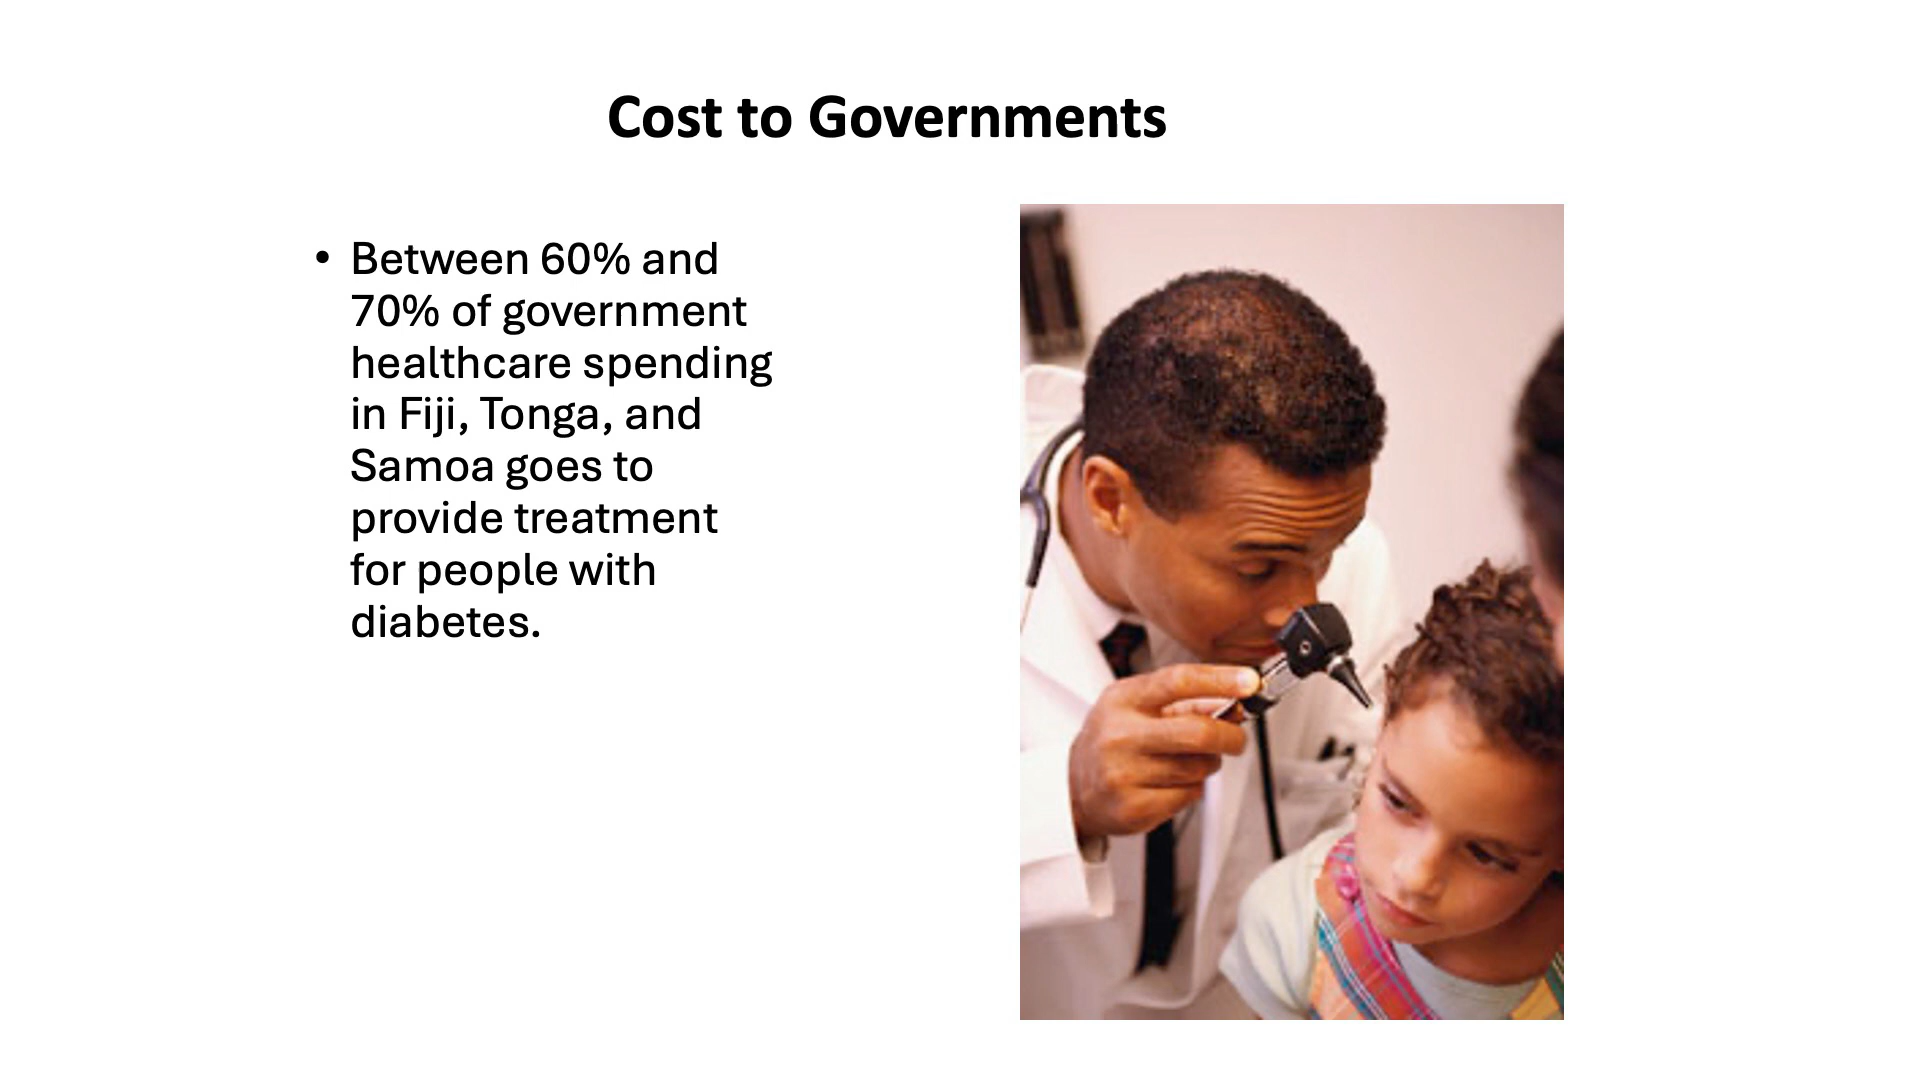 Cost to Governments
• Between 60% and
70% of government
healthcare spending
in Fiji, Tonga, and
Samoa goes to
provide treatment
for people with
diabetes.